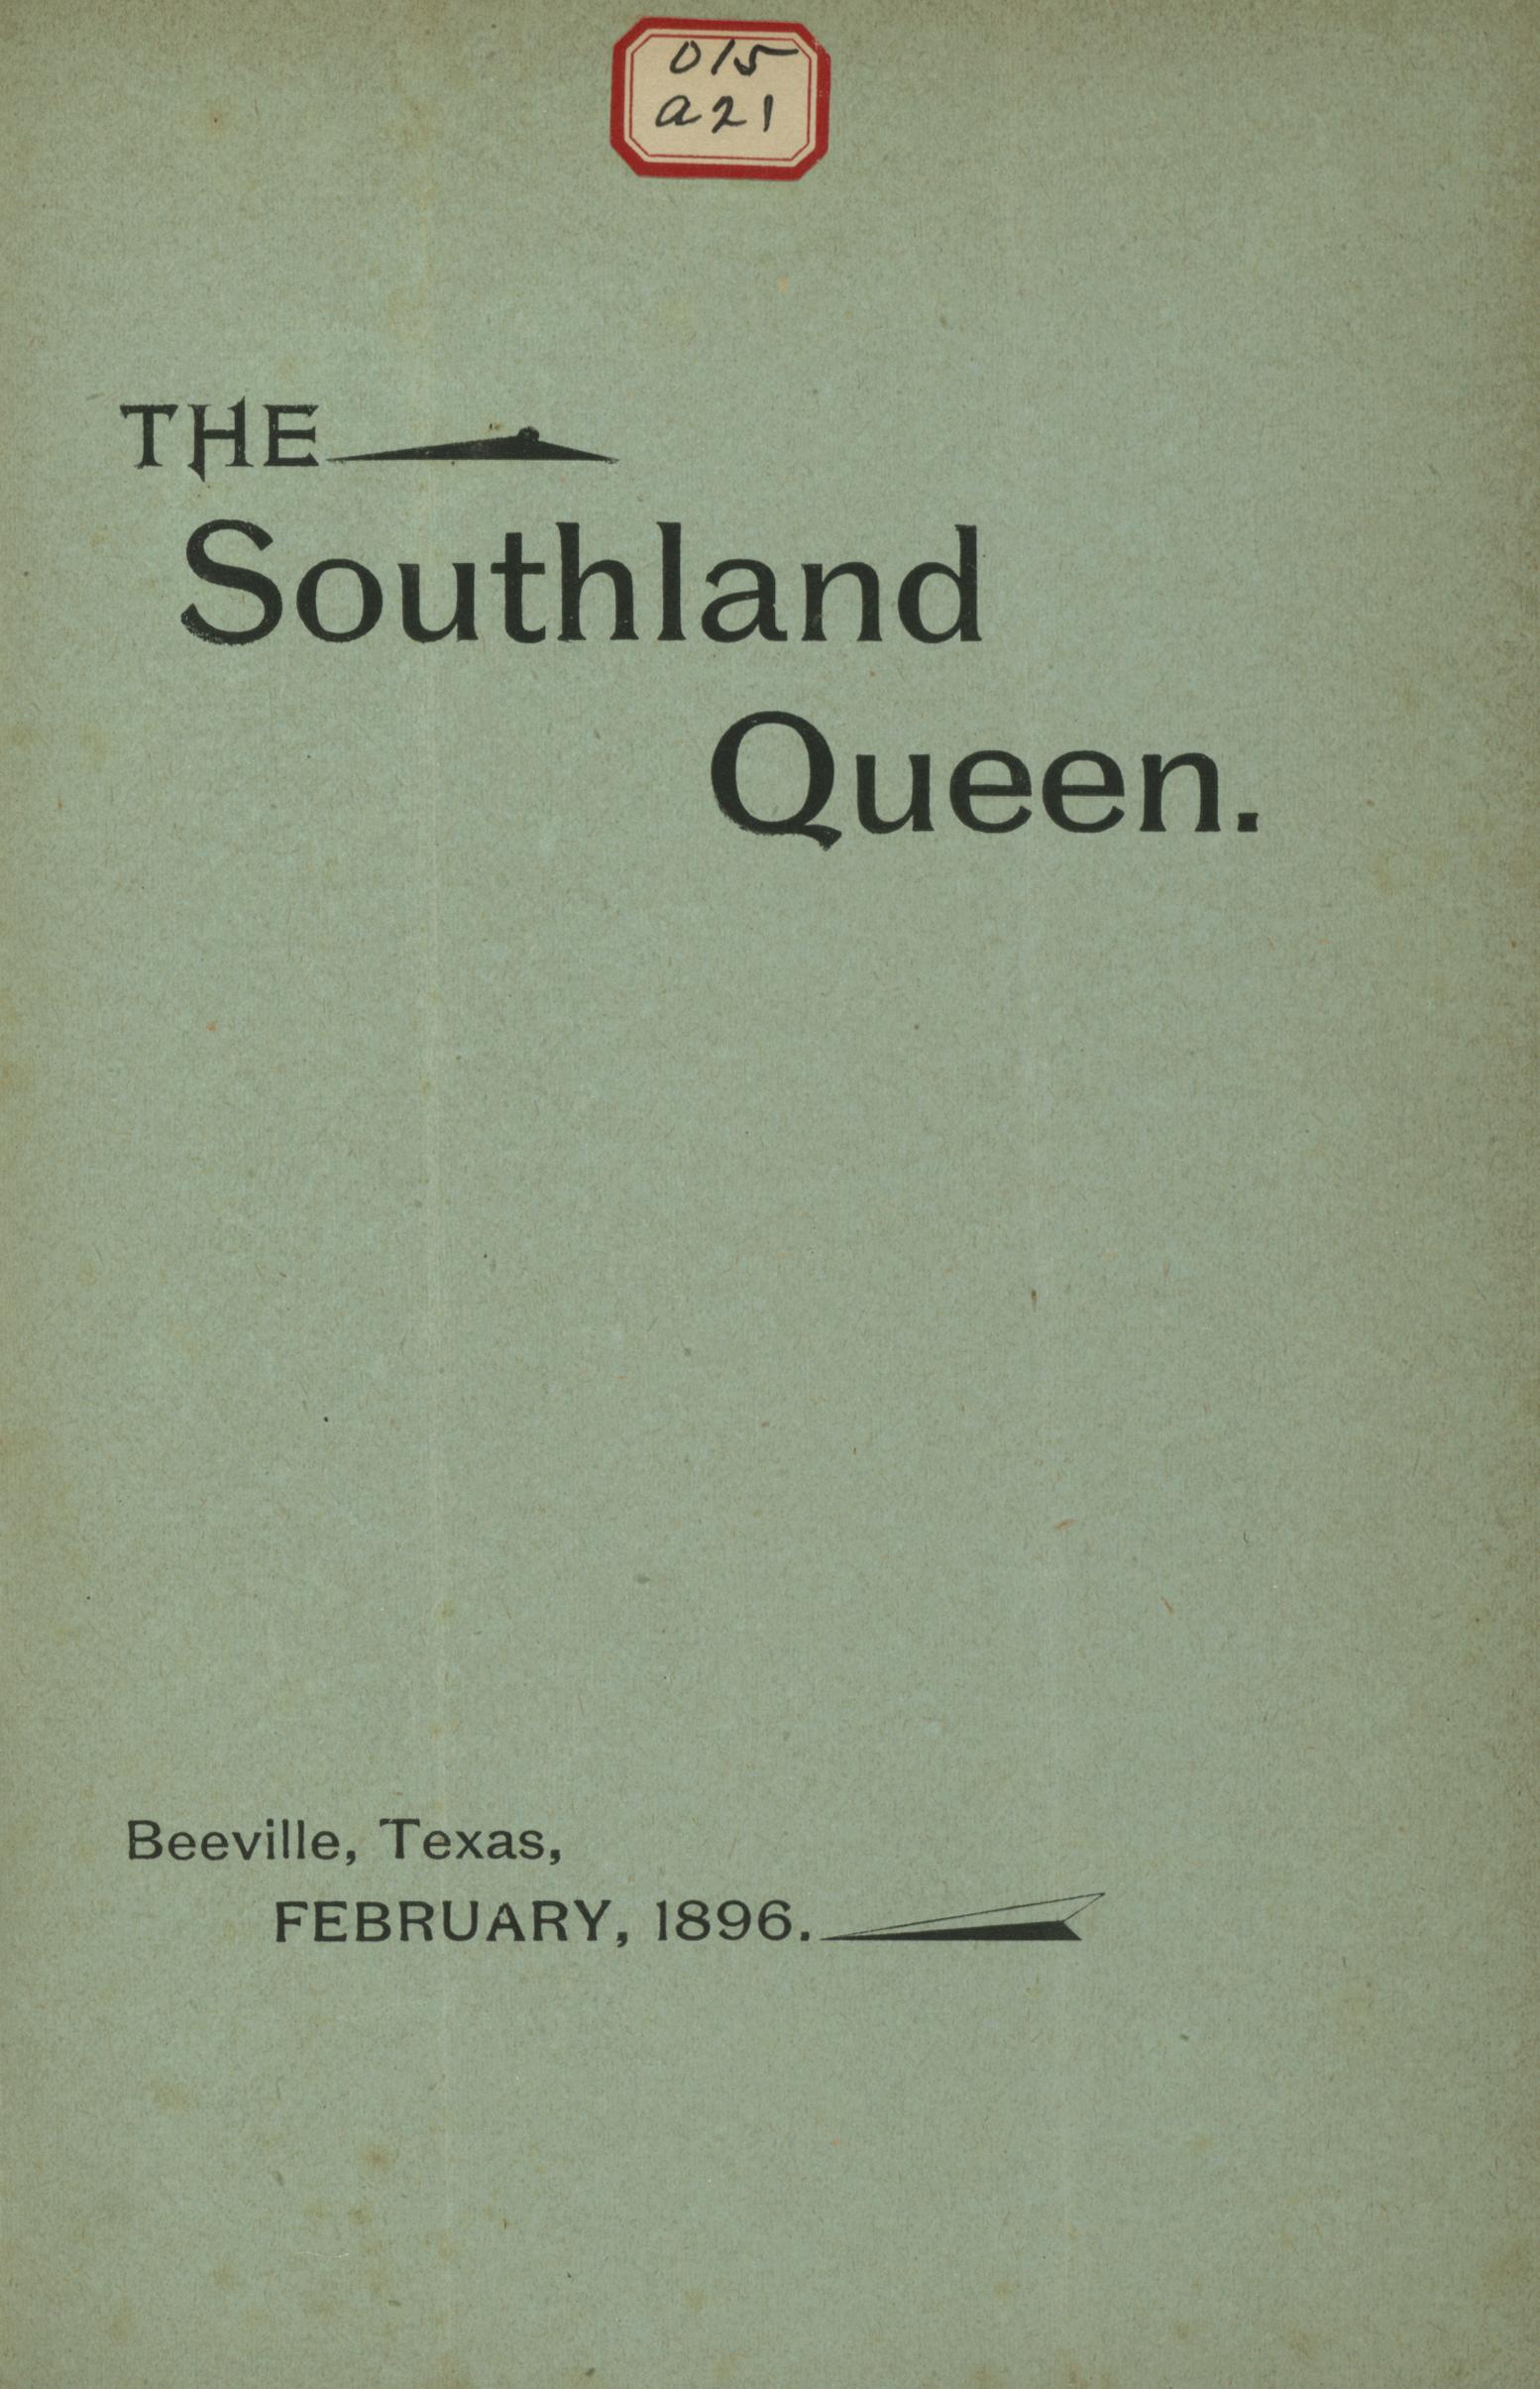 015
a21
THE
Southland
Queen.
Beeville, Texas,
FEBRUARY, 1896.